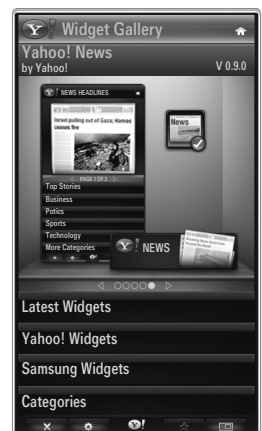 Y! Widget Gallery
Yahoo! News
by Yahoo! V 0.9.0
Y! NEWS HEADLINES
Israel pulling out of Gaza; Hamas
ceases fire
PAGE 1 OF 2
Top Stories
Business
Potics
Sports
Technology
More Categories
News
Y! NEWS
Latest Widgets
Yahoo! Widgets
Samsung Widgets
Categories
Y!